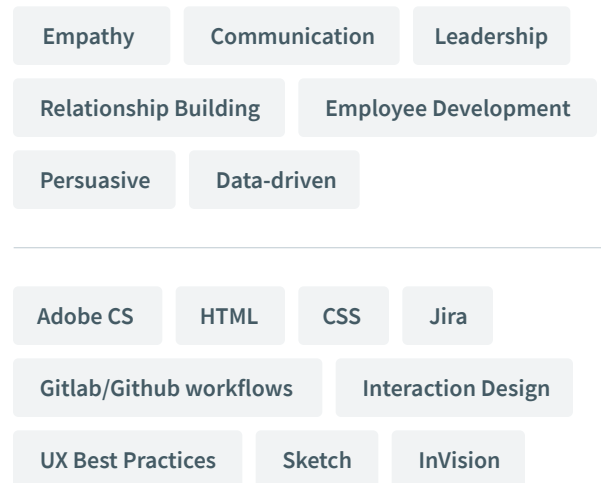 Empathy Communication Leadership
Relationship Building Employee Development
Persuasive Data-driven
Adobe CS HTML CSS Jira
Gitlab/Github workflows Interaction Design
UX Best Practices Sketch InVision